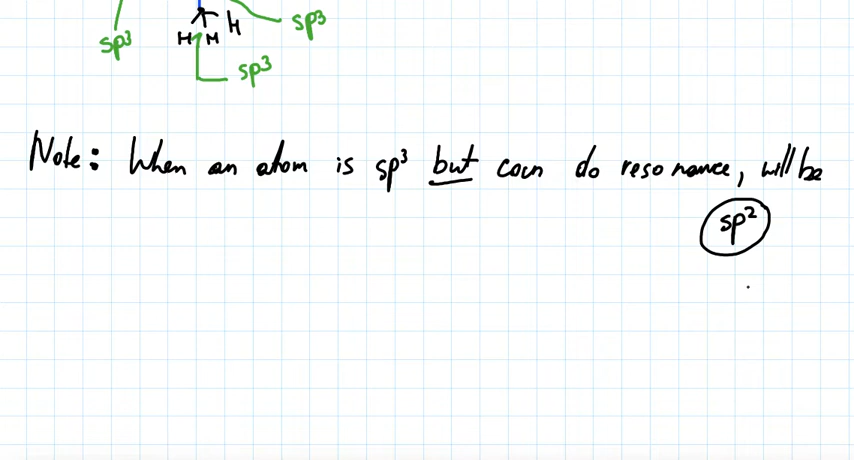 sp³
H H H
sp³
sp³
Note: When an atom is sp³ but can do resonance, will be
sp²